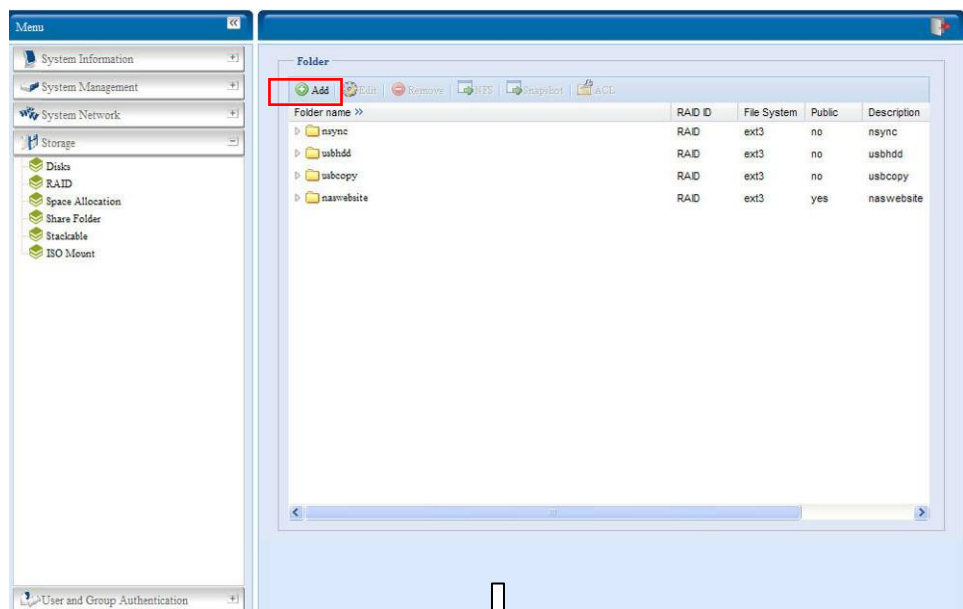 Menu
System Information
System Management
System Network
Storage
Disks
RAID
Space Allocation
Share Folder
Stackable
ISO Mount
User and Group Authentication
Folder
Add Edit Remove NFS Snapshot ACL
Folder name >> RAID ID File System Public Description
nsync RAID ext3 no nsync
usbhdd RAID ext3 no usbhdd
usbcopy RAID ext3 no usbcopy
naswebsite RAID ext3 yes naswebsite